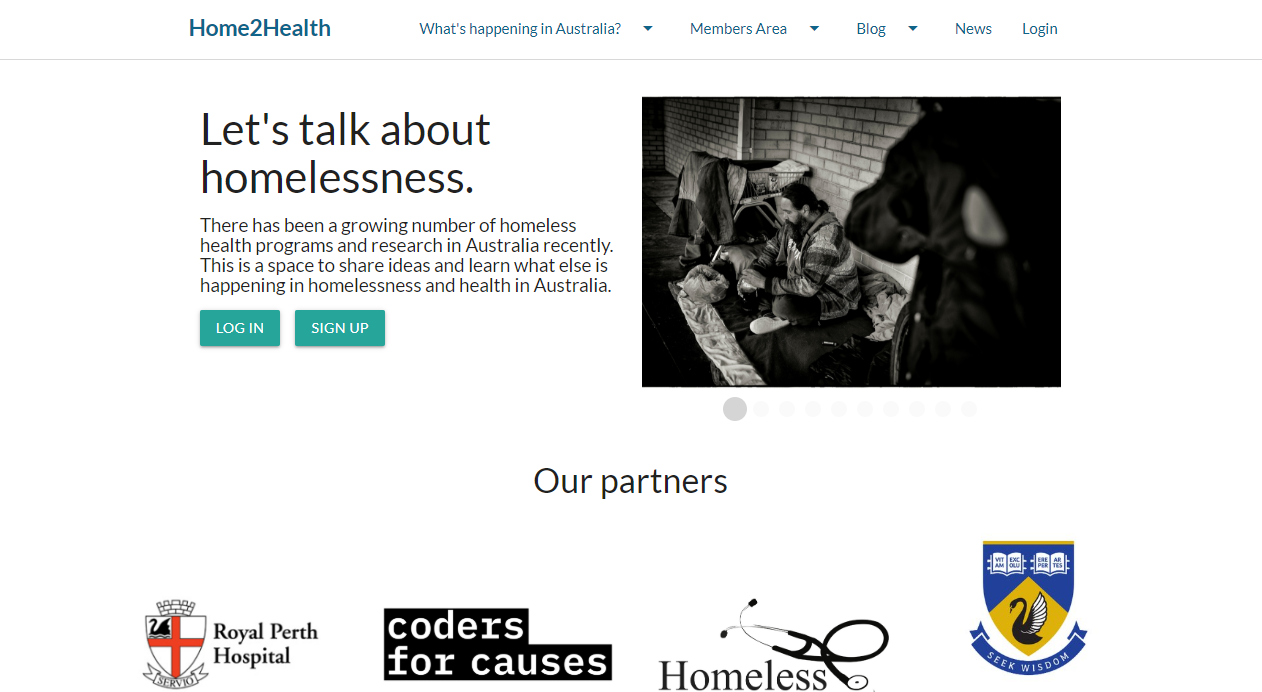 Home2Health
What's happening in Australia?
Members Area
Blog
News
Login
Let's talk about
homelessness.
There has been a growing number of homeless
health programs and research in Australia recently.
This is a space to share ideas and learn what else is
happening in homelessness and health in Australia.
LOG IN
SIGN UP
Our partners
Royal Perth
Hospital
SERVIO
coders
for causes
Homeless
VIT EXC ERE AR
AM OLU PER TES
SEEK WISDOM